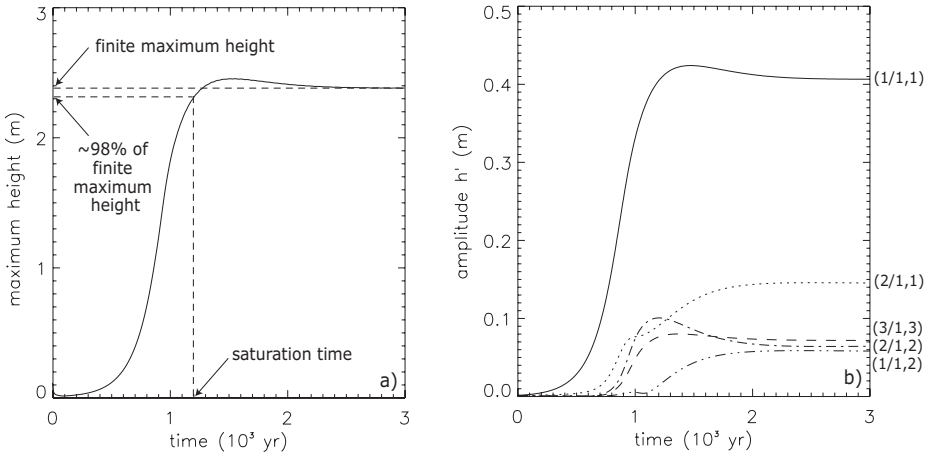 3
finite maximum height
2
~98% of
finite
maximum
height
1
saturation time
0
a)
0
1
2
3
maximum height (m)
time (10³ yr)
0.5
0.4
0.3
0.2
0.1
0.0
(1/1,1)
(2/1,1)
(3/1,3)
(2/1,2)
(1/1,2)
b)
0
1
2
3
amplitude h'  (m)
time (10³ yr)